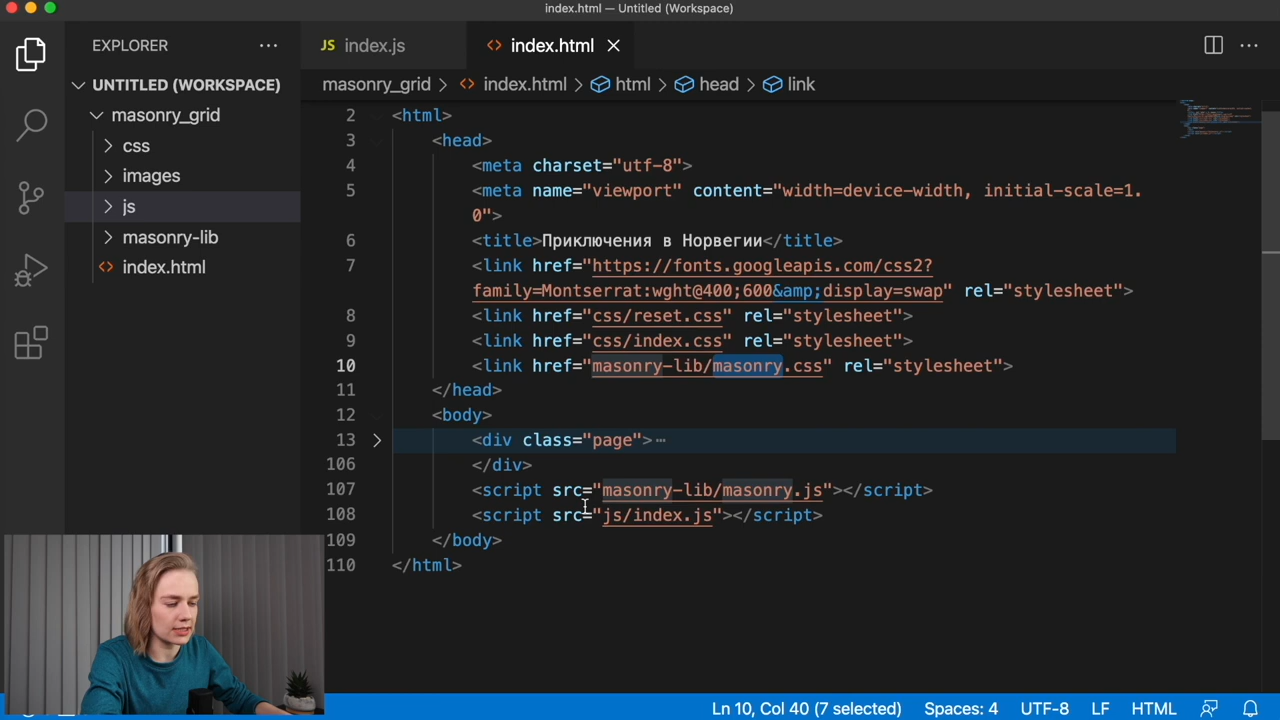 index.html — Untitled (Workspace)
EXPLORER
UNTITLED (WORKSPACE)
masonry_grid
css
images
js
masonry-lib
index.html
JS index.js
index.html
masonry_grid > index.html > html > head > link
2 <html>
3 <head>
4 <meta charset="utf-8">
5 <meta name="viewport" content="width=device-width, initial-scale=1.
0">
6 <title>Приключения в Норвегии</title>
7 <link href="https://fonts.googleapis.com/css2?
family=Montserrat:wght@400;600&amp;display=swap" rel="stylesheet">
8 <link href="css/reset.css" rel="stylesheet">
9 <link href="css/index.css" rel="stylesheet">
10 <link href="masonry-lib/masonry.css" rel="stylesheet">
11 </head>
12 <body>
13 <div class="page">⋯
106 </div>
107 <script src="masonry-lib/masonry.js"></script>
108 <script src="js/index.js"></script>
109 </body>
110 </html>
Ln 10, Col 40 (7 selected) Spaces: 4 UTF-8 LF HTML